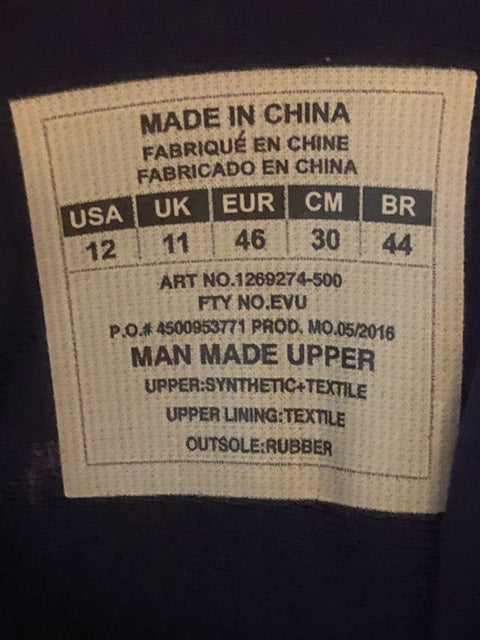 MADE IN CHINA
FABRIQUÉ EN CHINE
FABRICADO EN CHINA
USA UK EUR CM BR
12 11 46 30 44
ART NO.1269274-500
FTY NO.EVU
P.O.# 4500953771 PROD. MO.05/2016
MAN MADE UPPER
UPPER:SYNTHETIC+TEXTILE
UPPER LINING:TEXTILE
OUTSOLE:RUBBER